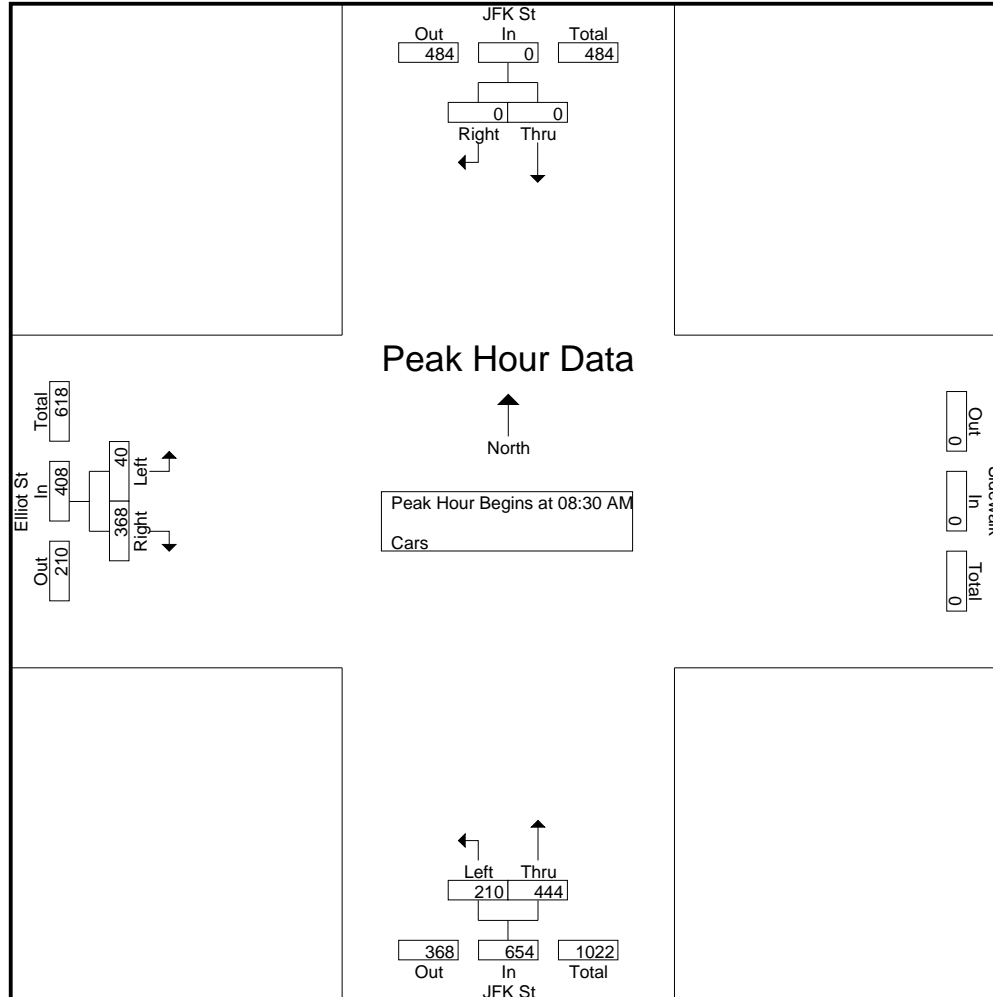 JFK St
Out In Total
484 0 484
0 0
Right Thru
Peak Hour Data
North
Peak Hour Begins at 08:30 AM
Cars
Elliot St
Total In Out
618 408 210
40 368
Left Right
Out In Total
0 0 0
Left Thru
210 444
368 654 1022
Out In Total
JFK St